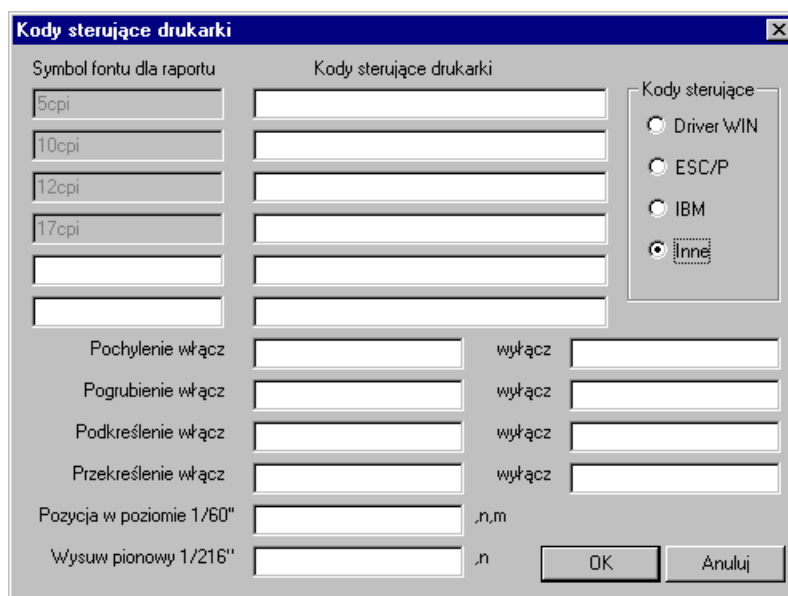 Kody sterujące drukarki
Symbol fontu dla raportu Kody sterujące drukarki
5cpi
10cpi
12cpi
17cpi
Kody sterujące
Driver WIN
ESC/P
IBM
Inne
Pochylenie włącz wyłącz
Pogrubienie włącz wyłącz
Podkreślenie włącz wyłącz
Przekreślenie włącz wyłącz
Pozycja w poziomie 1/60" ,n,m
Wysuw pionowy 1/216" ,n
OK Anuluj